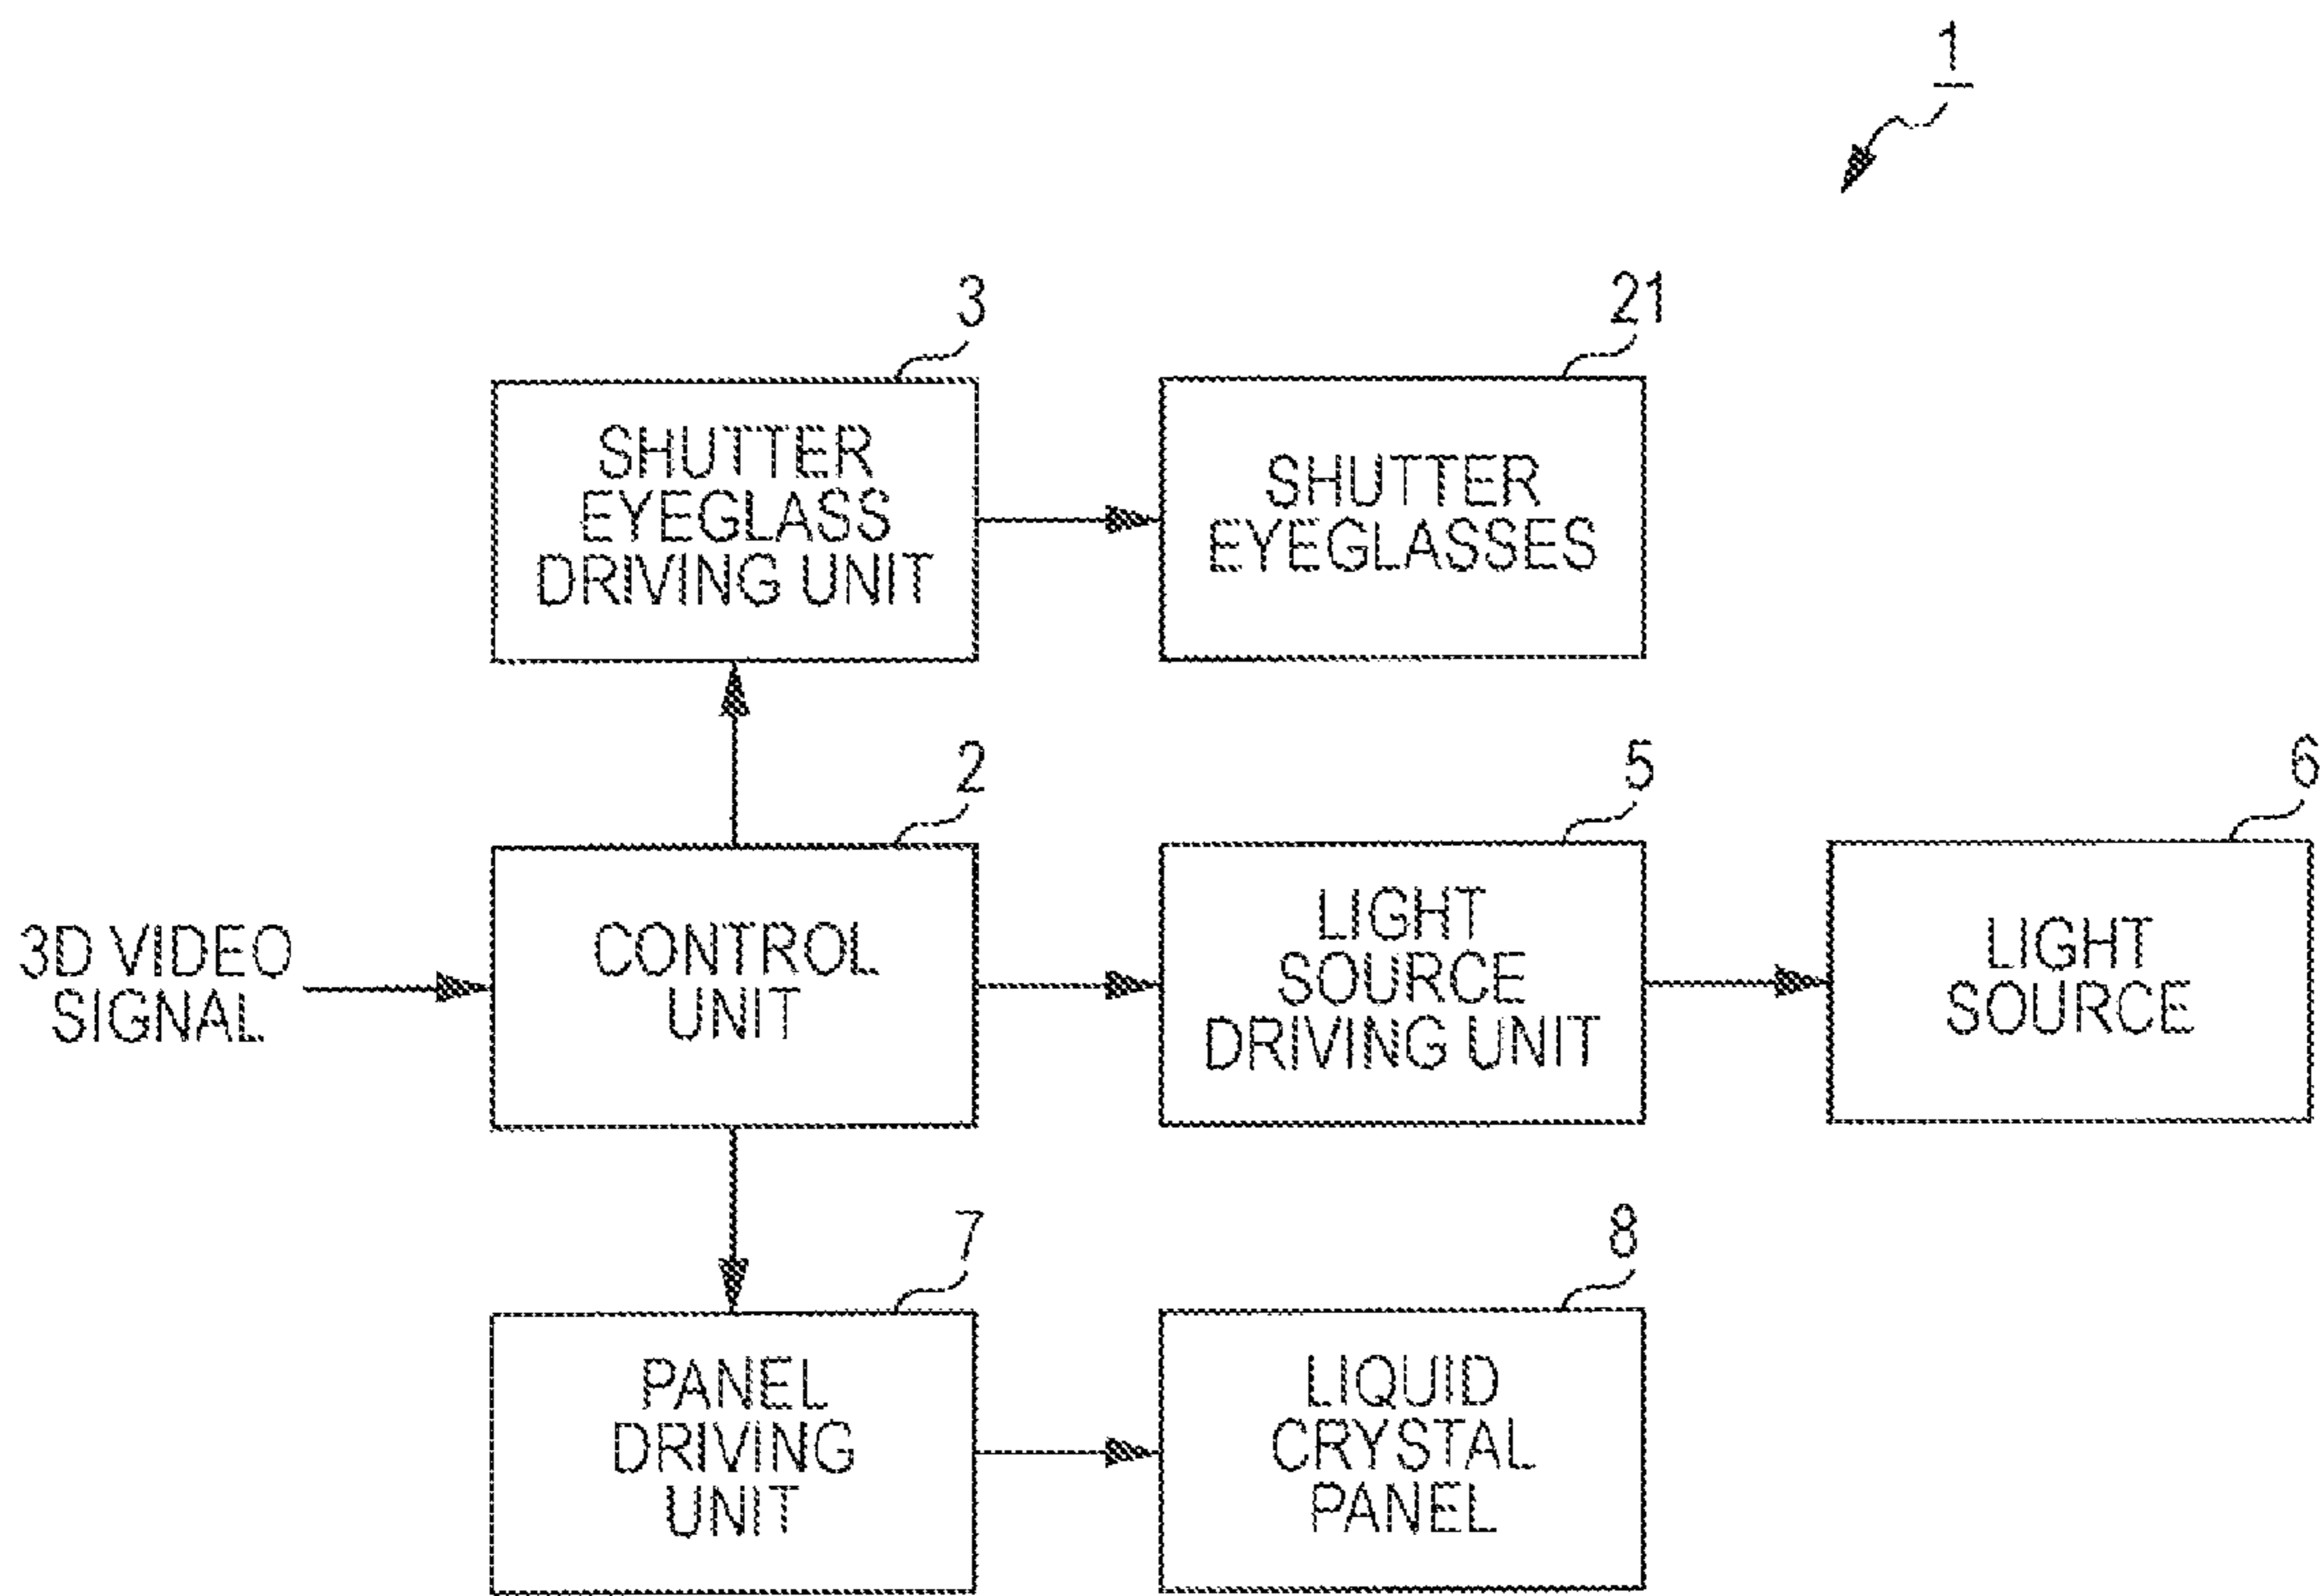 1
3
21
SHUTTER
EYEGLASS
DRIVING UNIT
SHUTTER
EYEGLASSES
2
5
6
3D VIDEO
SIGNAL
CONTROL
UNIT
LIGHT
SOURCE
DRIVING UNIT
LIGHT
SOURCE
7
8
PANEL
DRIVING
UNIT
LIQUID
CRYSTAL
PANEL